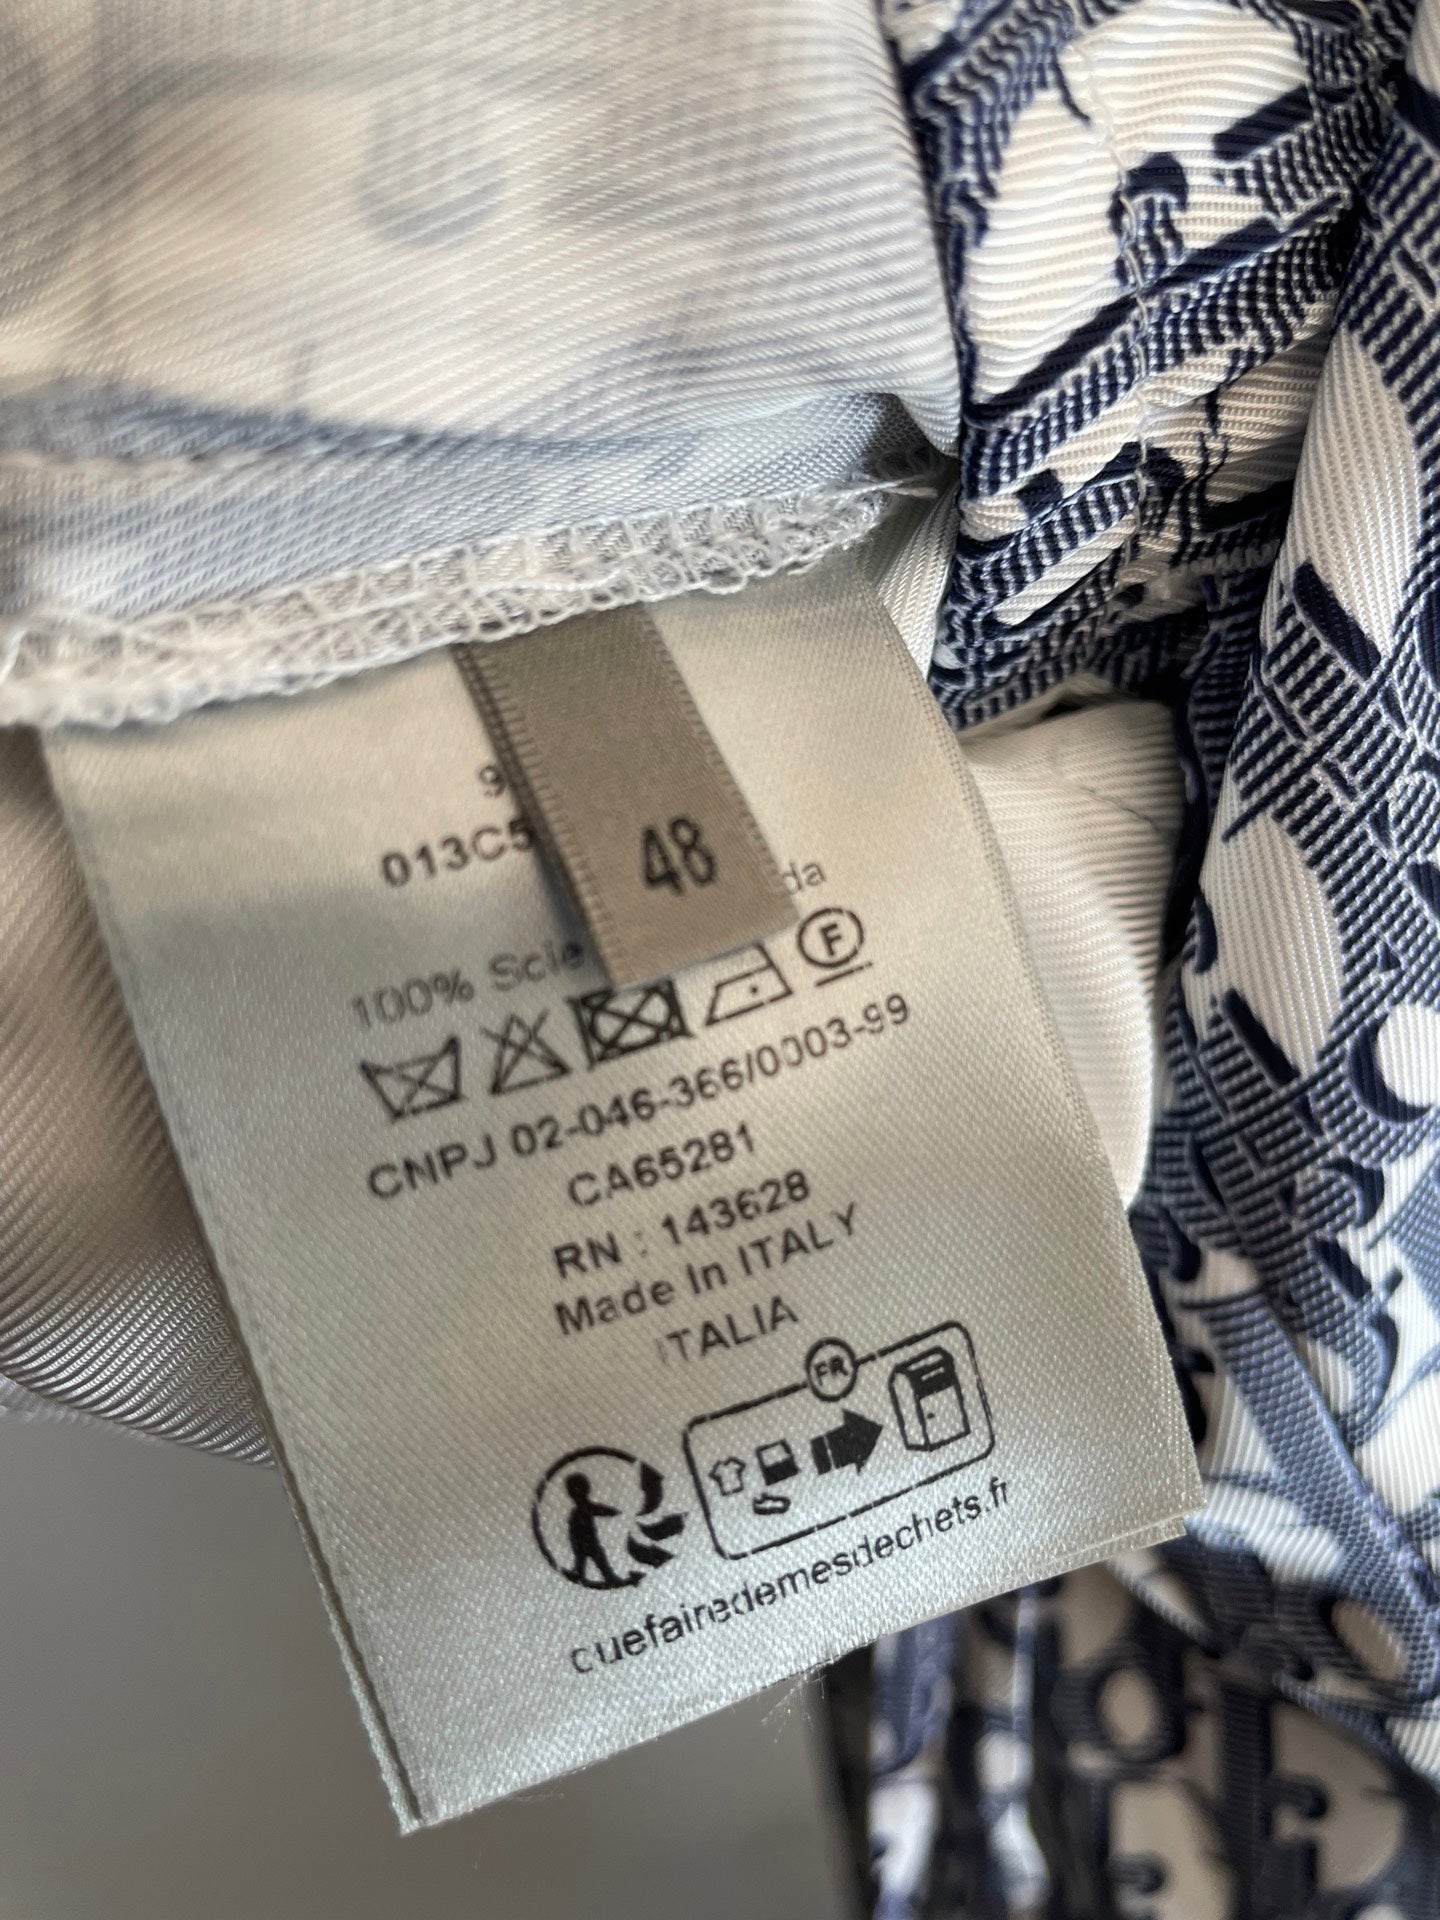 48
013C5
da
100%
F
CNPJ 02-046-366/0003-99
CA65281
RN : 143628
Made In ITALY
ITALIA
FR
quefairedemesdechets.fr